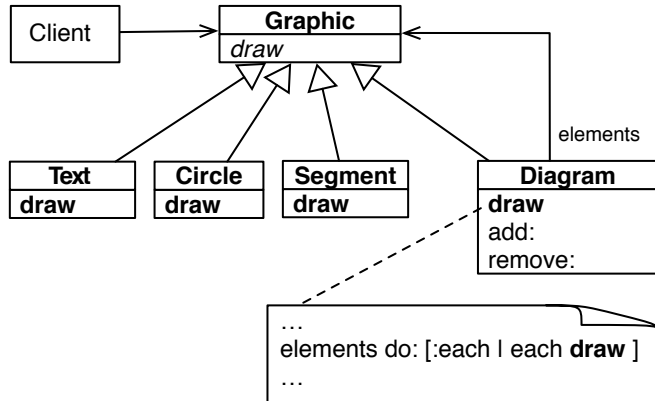 Client
Graphic
draw
elements
Text
draw
Circle
draw
Segment
draw
Diagram
draw
add:
remove:
…
elements do: [:each | each draw ]
…